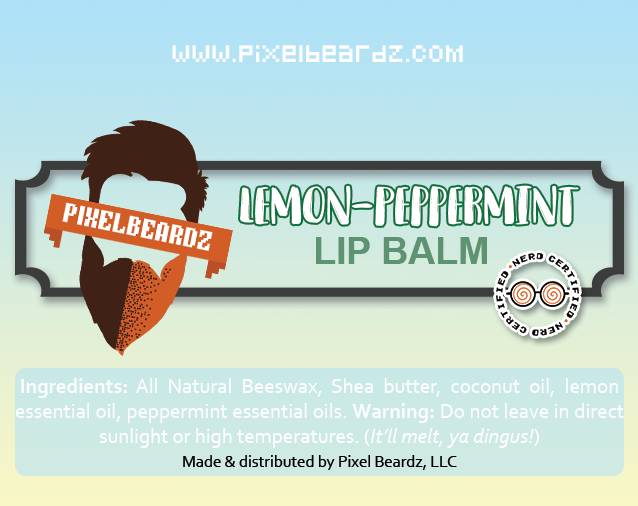 www.pixelbeardz.com
PIXELBEARDZ
LEMON-PEPPERMINT
LIP BALM
NERD CERTIFIED • NERD CERTIFIED •
Ingredients: All Natural Beeswax, Shea butter, coconut oil, lemon
essential oil, peppermint essential oils. Warning: Do not leave in direct
sunlight or high temperatures. (It'll melt, ya dingus!)
Made & distributed by Pixel Beardz, LLC